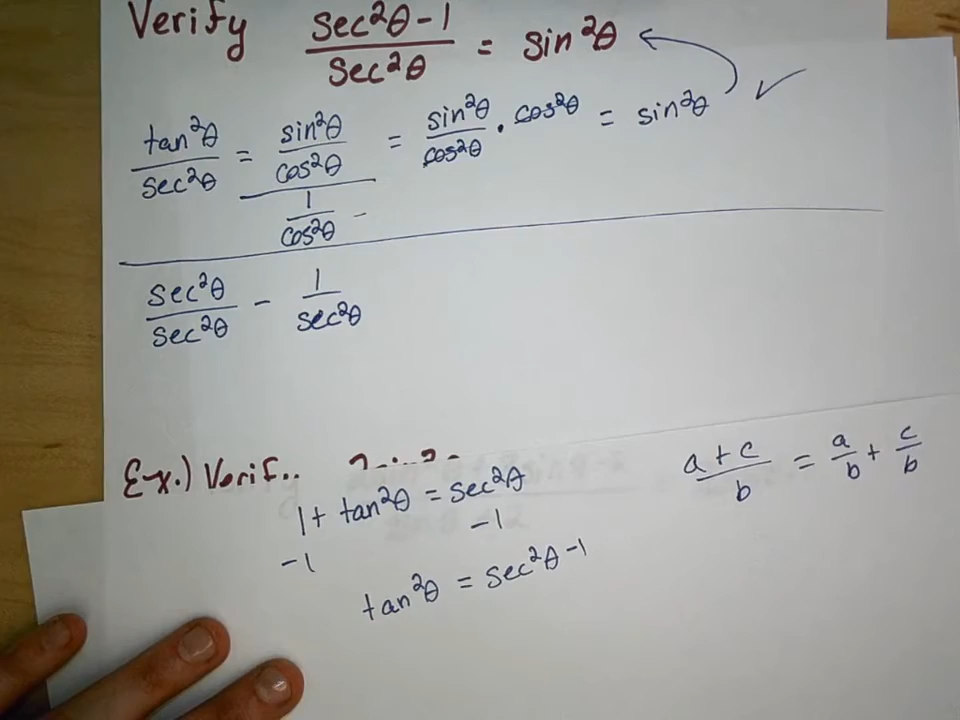 Verify sec²θ-1/sec²θ = sin²θ
tan²θ/sec²θ = sin²θ/cos²θ / 1/cos²θ = sin²θ/cos²θ · cos²θ = sin²θ ✓
sec²θ/sec²θ - 1/sec²θ
a+c/b = a/b + c/b
Ex.)
1 + tan²θ = sec²θ
-1 -1
tan²θ = sec²θ-1